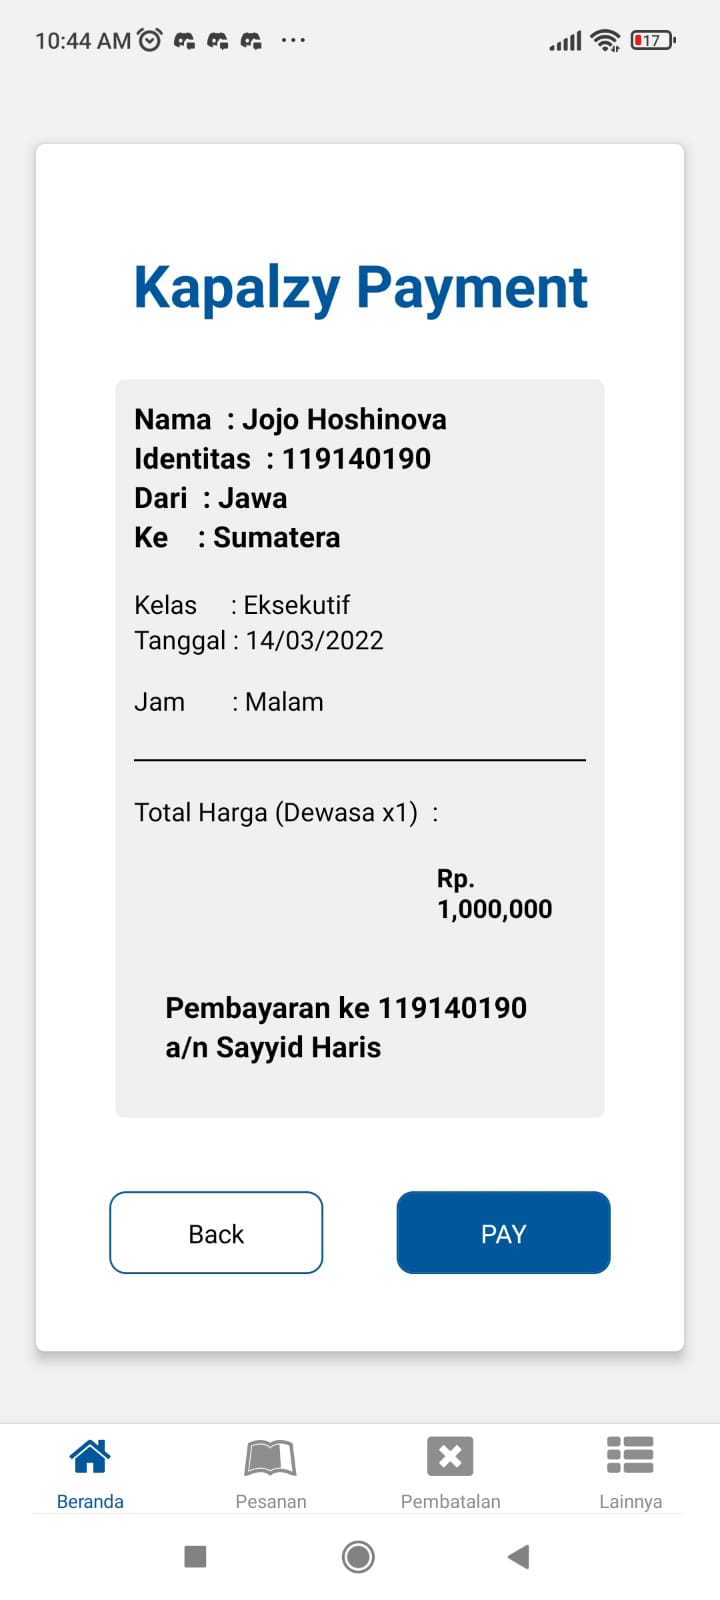 10:44 AM
17
Kapalzy Payment
Nama : Jojo Hoshinova
Identitas : 119140190
Dari : Jawa
Ke : Sumatera
Kelas : Eksekutif
Tanggal : 14/03/2022
Jam : Malam
Total Harga (Dewasa x1) :
Rp.
1,000,000
Pembayaran ke 119140190
a/n Sayyid Haris
Back
PAY
Beranda
Pesanan
Pembatalan
Lainnya